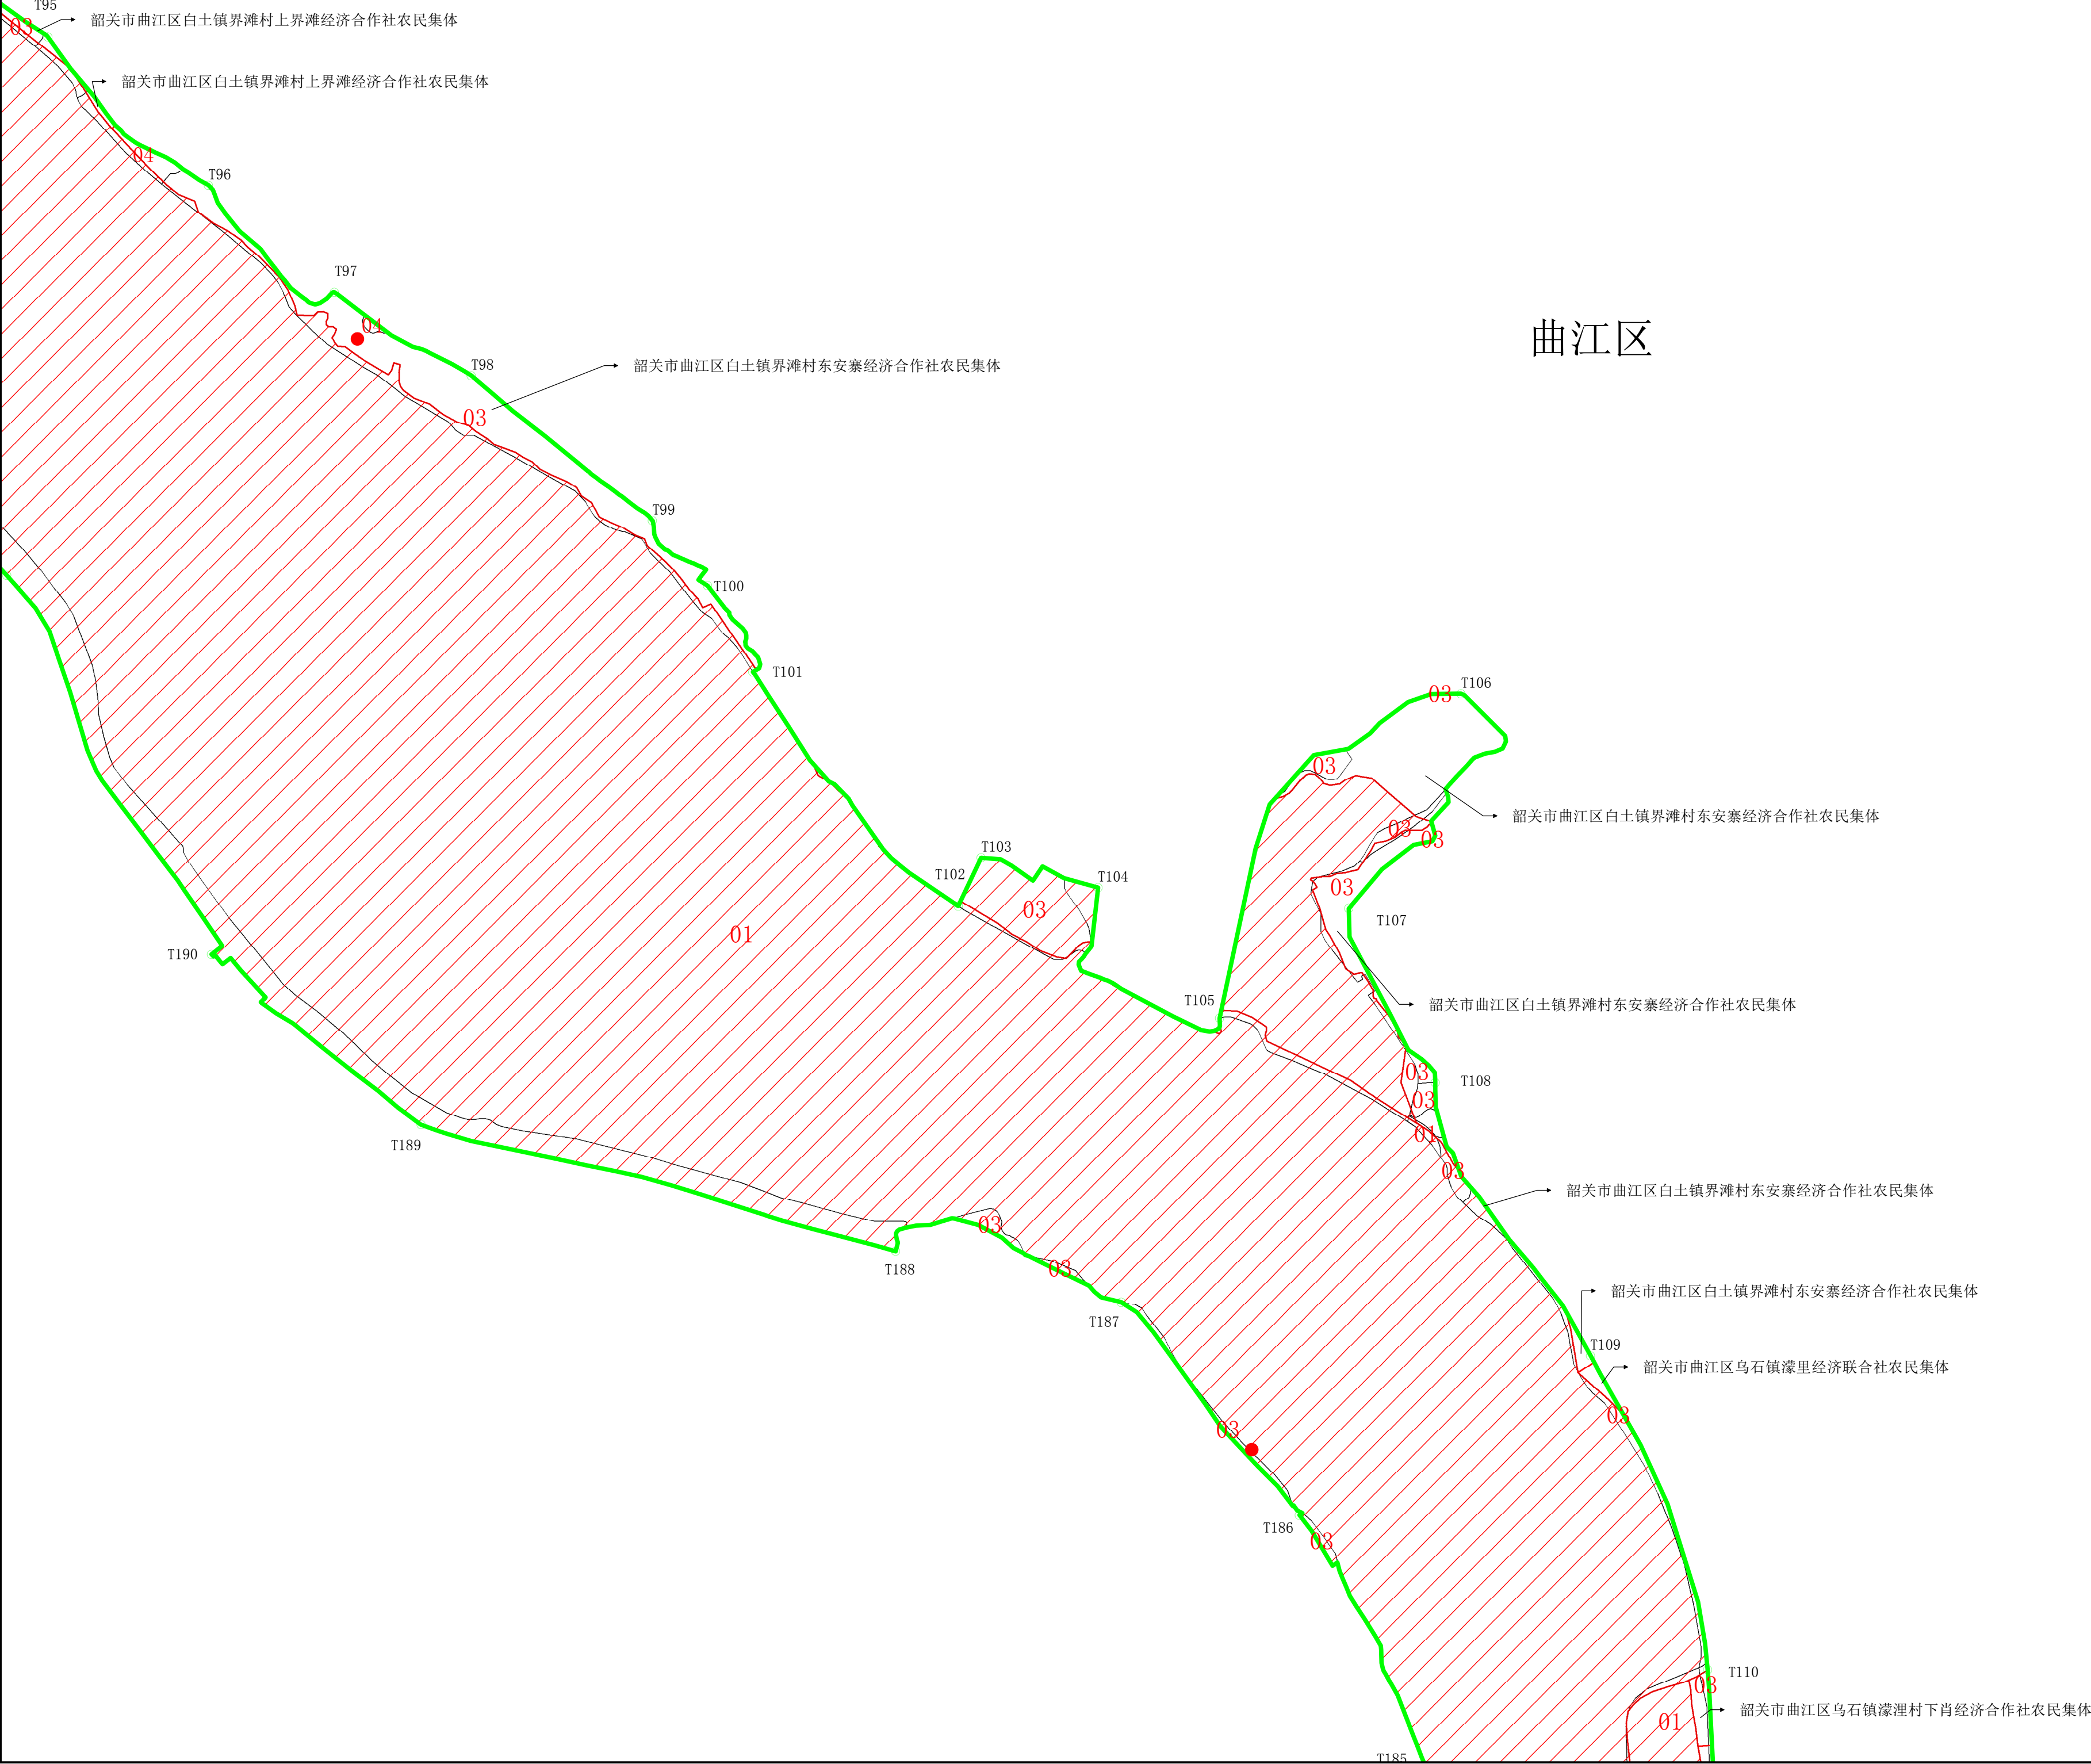 T95
韶关市曲江区白土镇界滩村上界滩经济合作社农民集体
03
韶关市曲江区白土镇界滩村上界滩经济合作社农民集体
04
T96
T97
04
曲江区
T98
韶关市曲江区白土镇界滩村东安寨经济合作社农民集体
03
T99
T100
T101
T106
03
03
韶关市曲江区白土镇界滩村东安寨经济合作社农民集体
03
03
T103
T102
T104
03
03
T107
01
T190
T105
韶关市曲江区白土镇界滩村东安寨经济合作社农民集体
03
T108
03
01
T189
03
韶关市曲江区白土镇界滩村东安寨经济合作社农民集体
03
T188
03
韶关市曲江区白土镇界滩村东安寨经济合作社农民集体
T187
T109
韶关市曲江区乌石镇濛里经济联合社农民集体
03
03
T186
03
T110
03
韶关市曲江区乌石镇濛浬村下肖经济合作社农民集体
01
T185